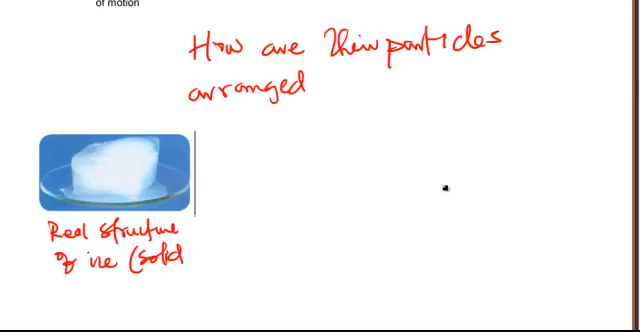 of motion
How are their particles
arranged
Real structure
of ice (solid